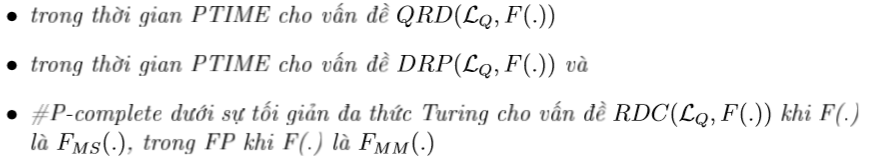 • trong thời gian PTIME cho vấn đề QRD(ℒ_Q, F(.))
• trong thời gian PTIME cho vấn đề DRP(ℒ_Q, F(.)) và
• #P-complete dưới sự tối giản đa thức Turing cho vấn đề RDC(ℒ_Q, F(.)) khi F(.)
là F_MS(.), trong FP khi F(.) là F_MM(.)